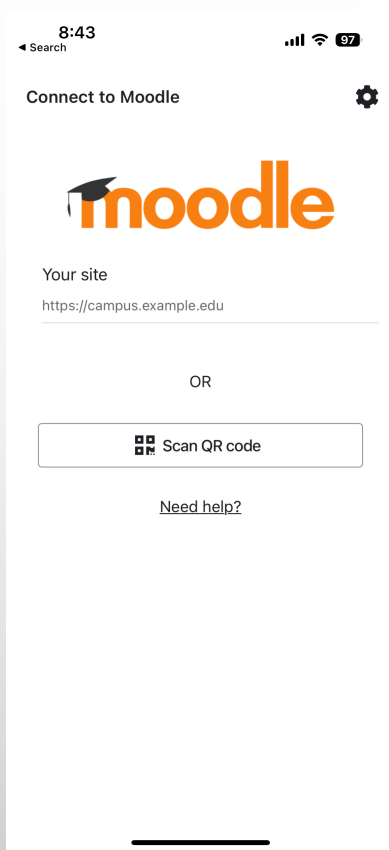 8:43
◀ Search
97
Connect to Moodle
moodle
Your site
https://campus.example.edu
OR
Scan QR code
Need help?